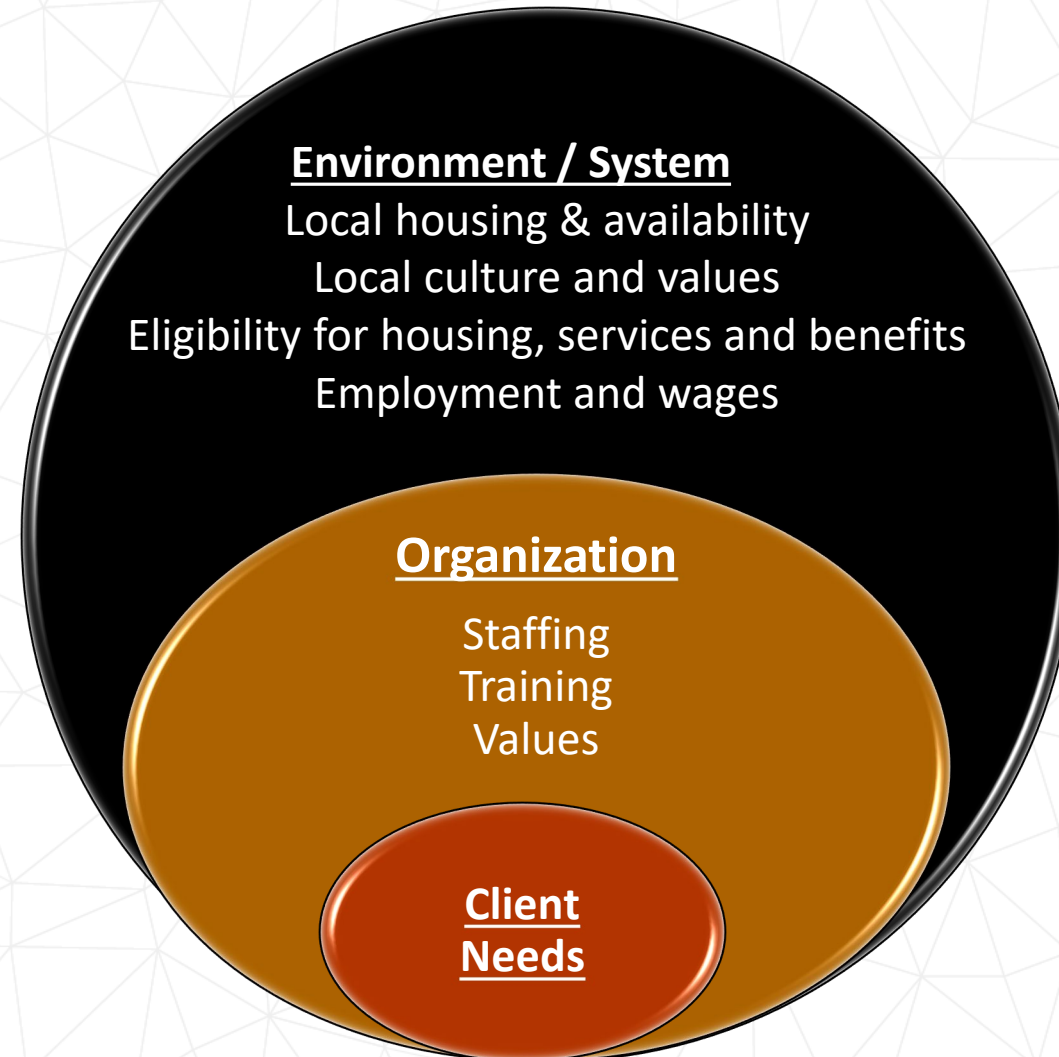 Environment / System
Local housing & availability
Local culture and values
Eligibility for housing, services and benefits
Employment and wages
Organization
Staffing
Training
Values
Client
Needs